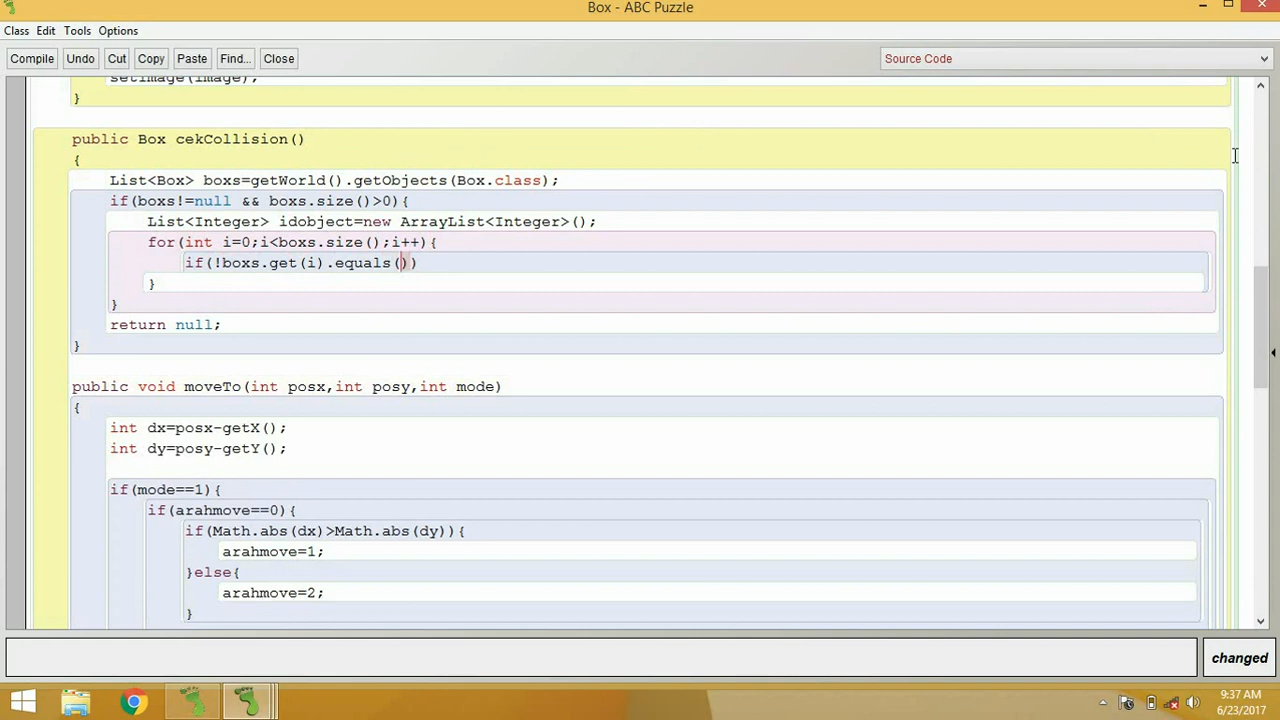 Box - ABC Puzzle
Class Edit Tools Options
Compile Undo Cut Copy Paste Find... Close Source Code
setImage(image);
}
public Box cekCollision()
{
List<Box> boxs=getWorld().getObjects(Box.class);
if(boxs!=null && boxs.size()>0){
List<Integer> idobject=new ArrayList<Integer>();
for(int i=0;i<boxs.size();i++){
if(!boxs.get(i).equals())
}
}
return null;
}
public void moveTo(int posx,int posy,int mode)
{
int dx=posx-getX();
int dy=posy-getY();
if(mode==1){
if(arahmove==0){
if(Math.abs(dx)>Math.abs(dy)){
arahmove=1;
}else{
arahmove=2;
}
changed
9:37 AM
6/23/2017